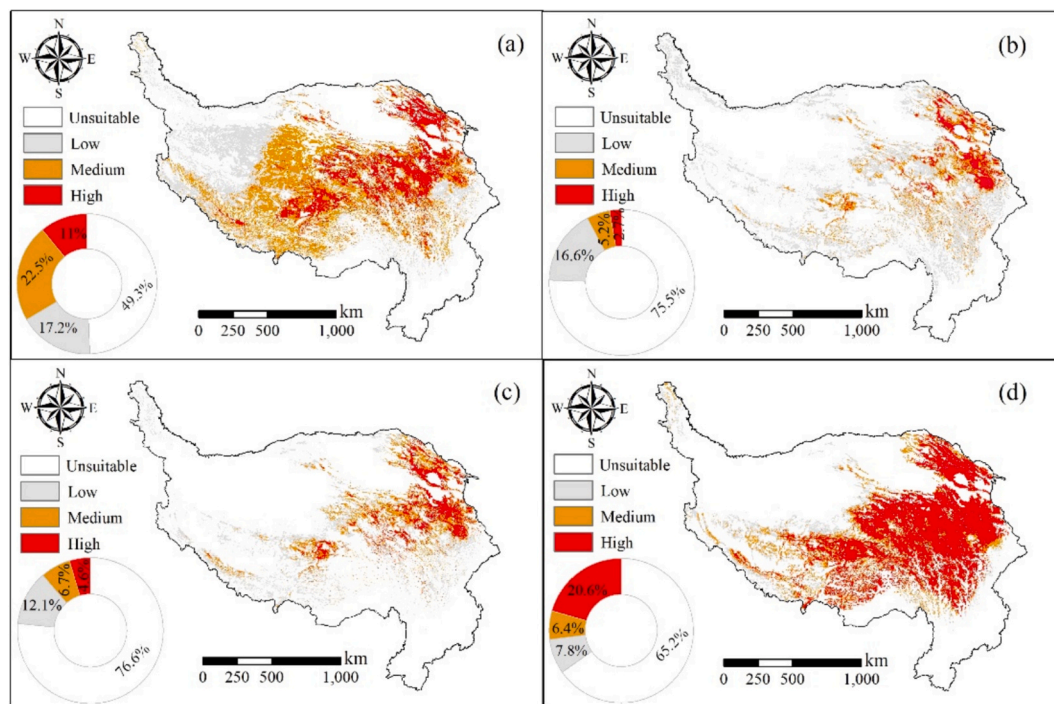 N
W E
S
(a)
Unsuitable
Low
Medium
High
11%
22.5%
49.3%
17.2%
km
0 250 500 1,000
N
W E
S
(b)
Unsuitable
Low
Medium
High
5.2%
16.6%
75.5%
km
0 250 500 1,000
N
W E
S
(c)
Unsuitable
Low
Medium
High
4.6%
6.7%
12.1%
76.6%
km
0 250 500 1,000
N
W E
S
(d)
Unsuitable
Low
Medium
High
20.6%
6.4%
7.8%
65.2%
km
0 250 500 1,000